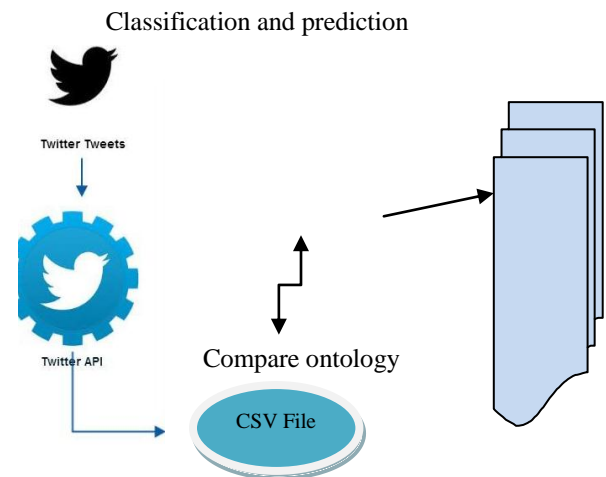 Classification and prediction
Twitter Tweets
Twitter API
Compare ontology
CSV File